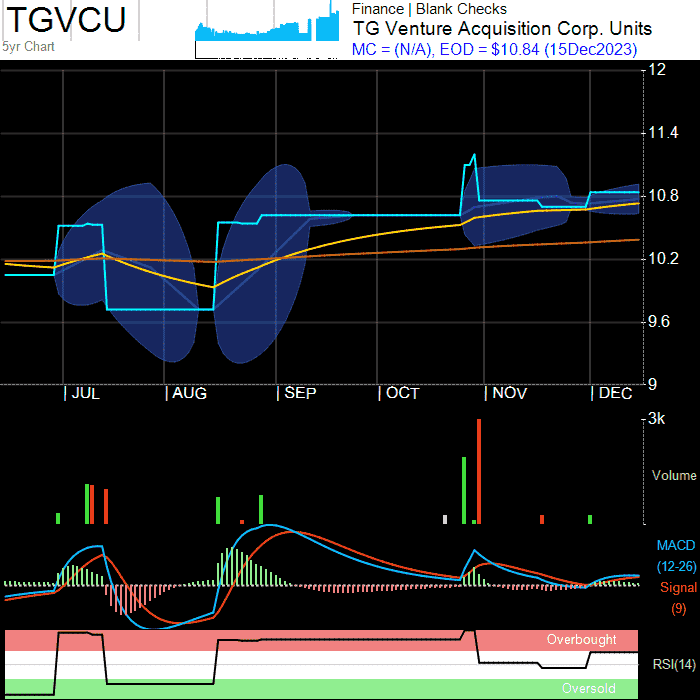 TGVCU
5yr Chart
Finance | Blank Checks
TG Venture Acquisition Corp. Units
MC = (N/A), EOD = $10.84 (15Dec2023)
12
11.4
10.8
10.2
9.6
9
JUL AUG SEP OCT NOV DEC
3k
Volume
MACD
(12-26)
Signal
(9)
Overbought
RSI(14)
Oversold